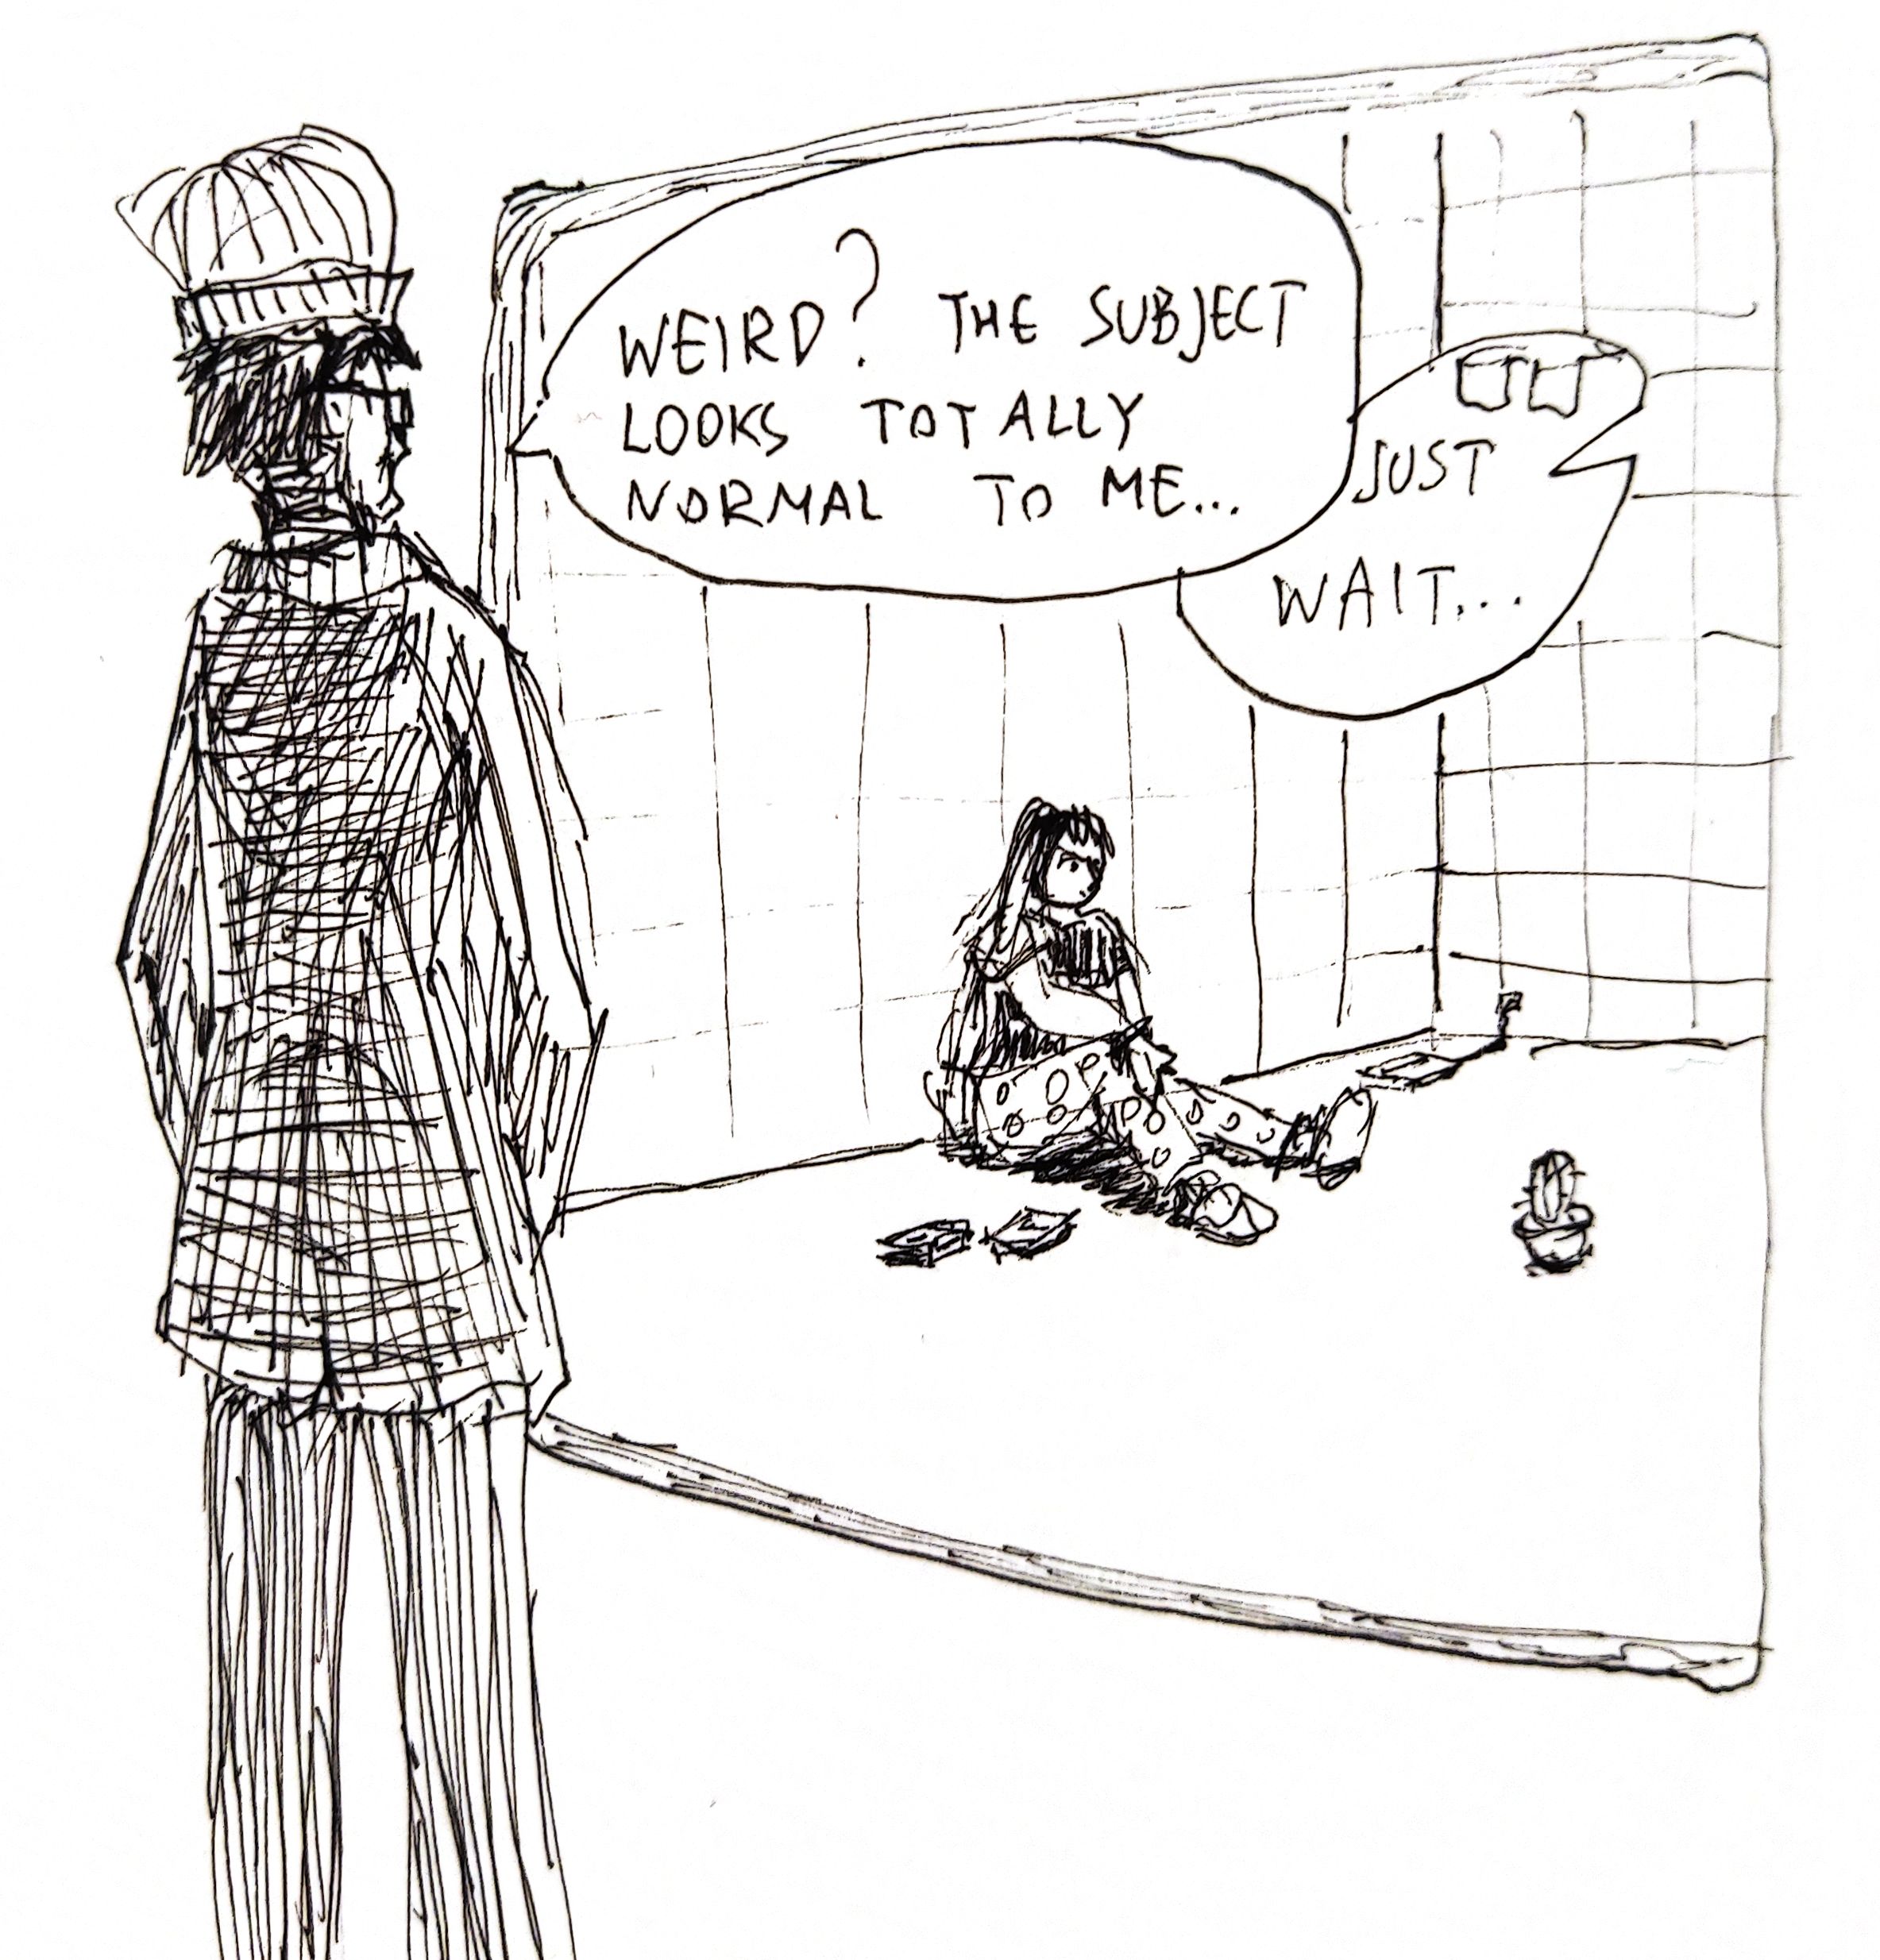 WEIRD? THE SUBJECT
LOOKS TOTALLY
NORMAL TO ME...
JUST
WAIT...